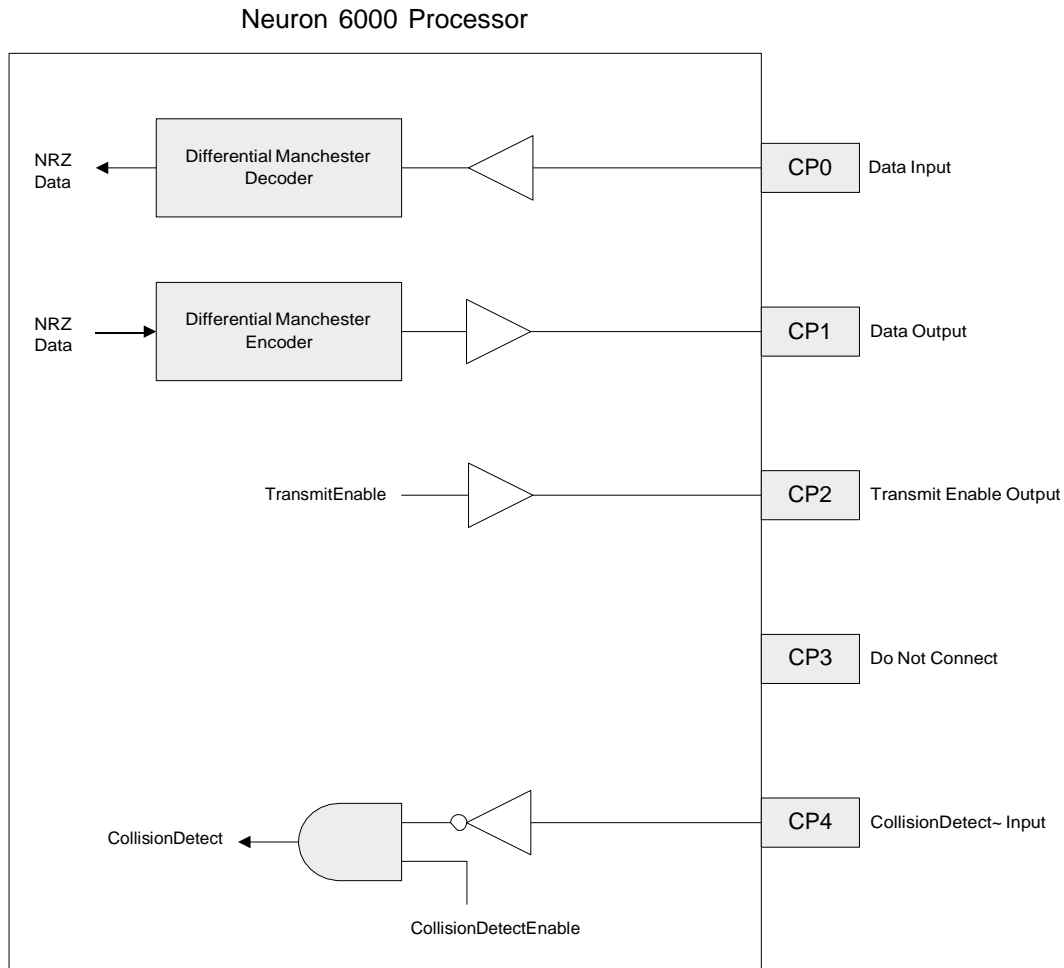 Neuron 6000 Processor
NRZ
Data
Differential Manchester
Decoder
CP0
Data Input
NRZ
Data
Differential Manchester
Encoder
CP1
Data Output
TransmitEnable
CP2
Transmit Enable Output
CP3
Do Not Connect
CollisionDetect
CP4
CollisionDetect~ Input
CollisionDetectEnable